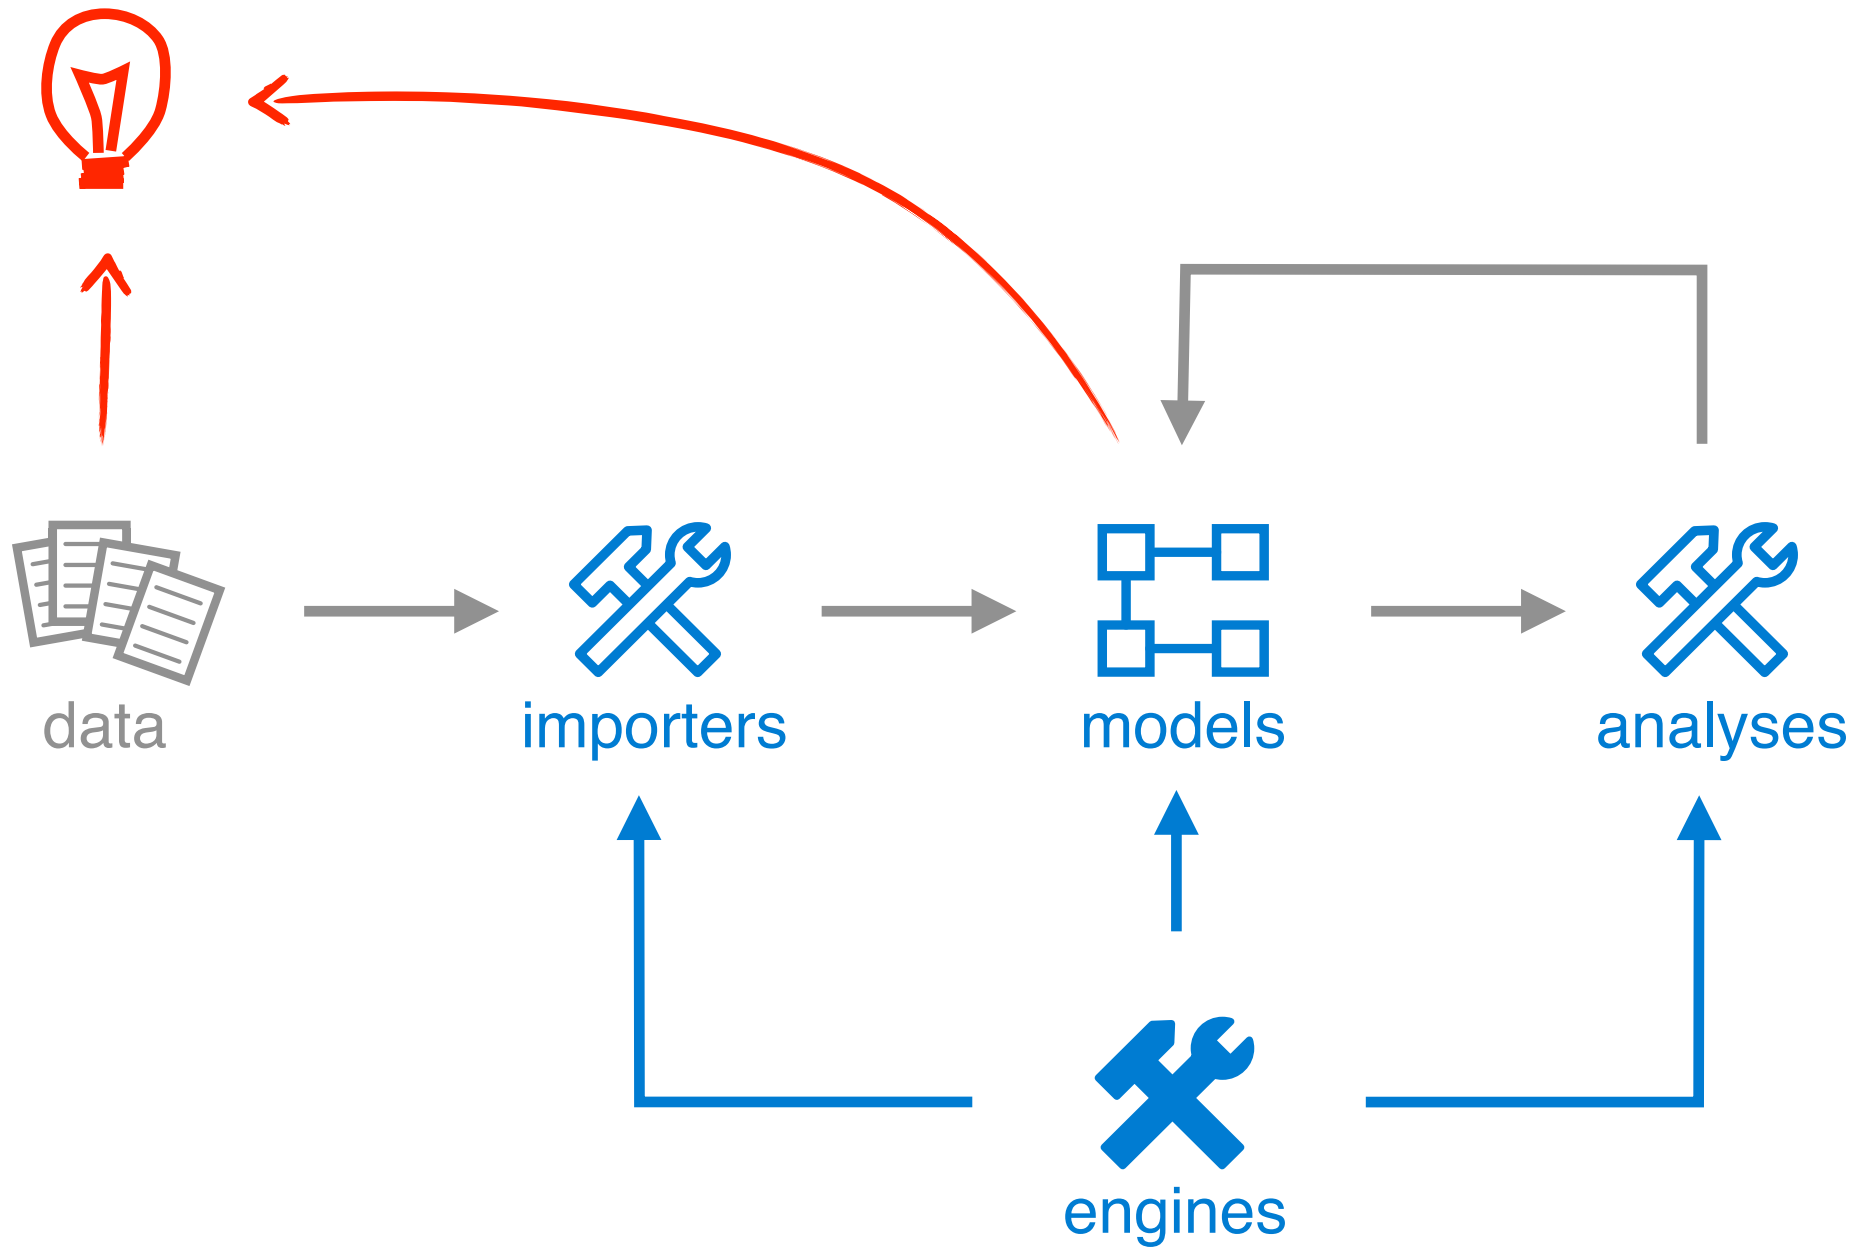 data
importers
models
analyses
engines